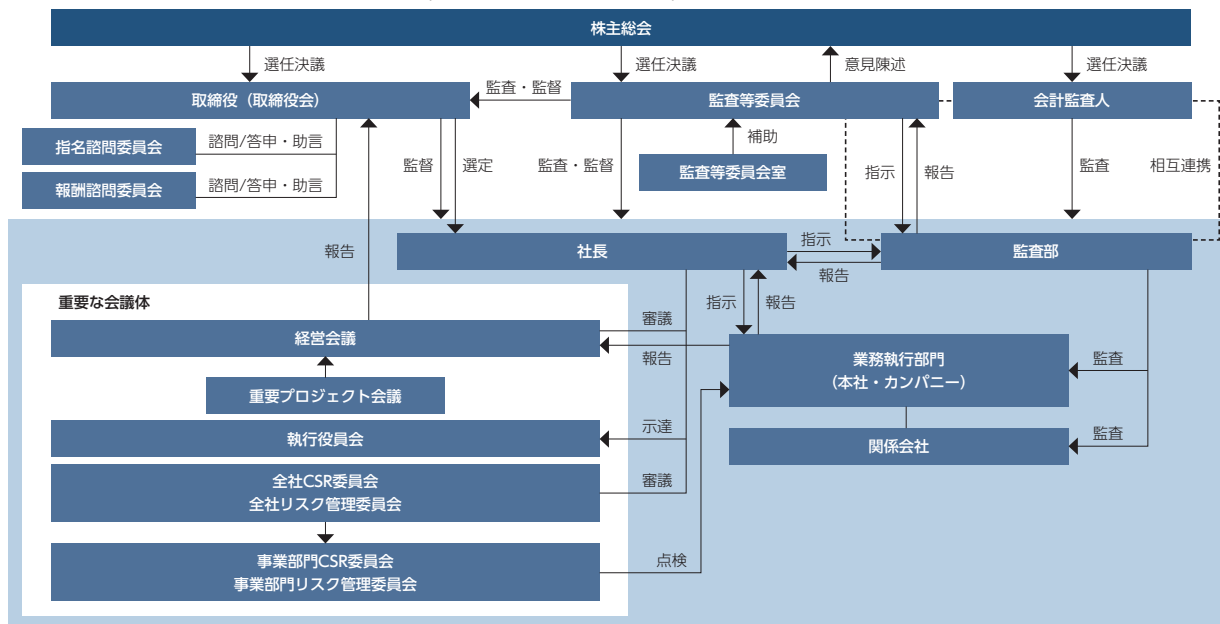 株主総会
選任決議
選任決議
意見陳述
選任決議
取締役（取締役会）
監査・監督
監査等委員会
会計監査人
指名諮問委員会
諮問/答申・助言
報酬諮問委員会
諮問/答申・助言
監督
選定
監査・監督
補助
監査等委員会室
指示
報告
監査
相互連携
報告
社長
指示
報告
監査部
重要な会議体
指示
報告
審議
経営会議
報告
重要プロジェクト会議
業務執行部門
（本社・カンパニー）
監査
示達
執行役員会
関係会社
監査
全社CSR委員会
全社リスク管理委員会
審議
事業部門CSR委員会
事業部門リスク管理委員会
点検